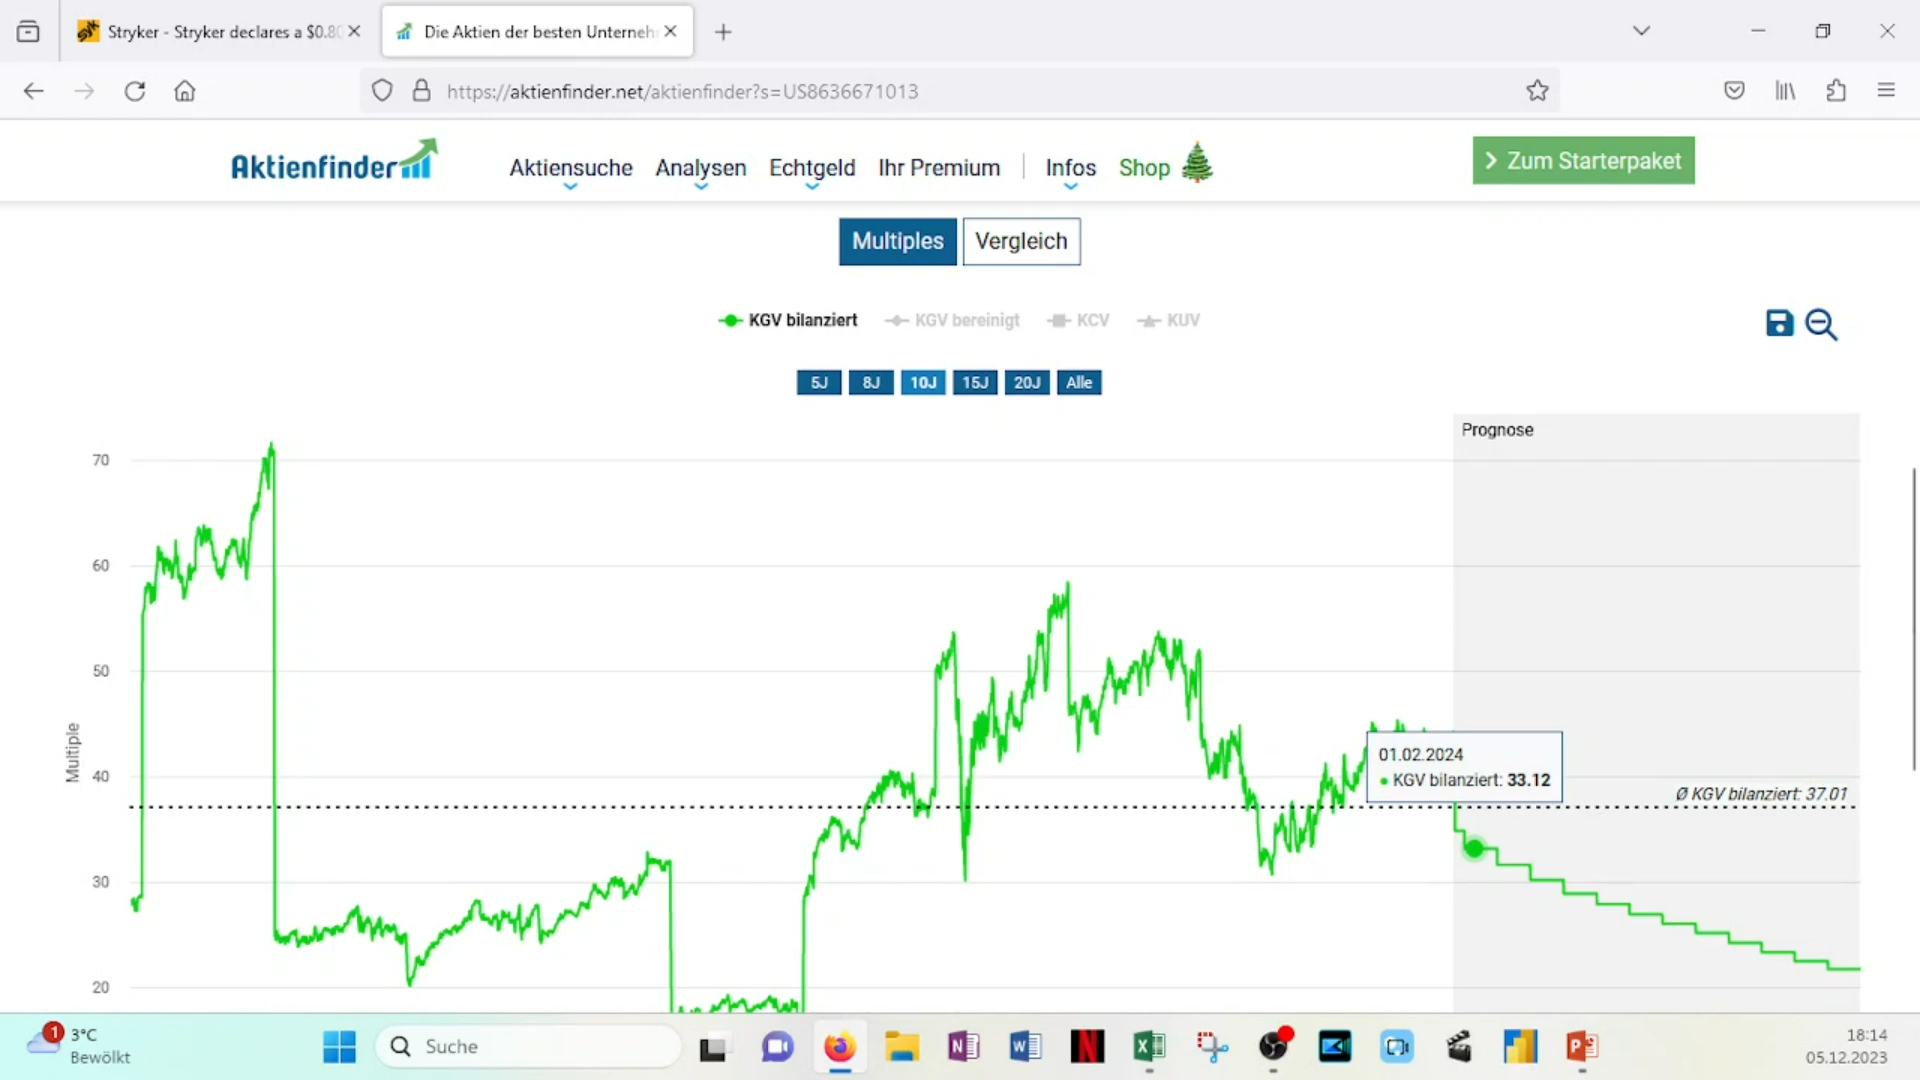 Stryker - Stryker declares a $0.80
Die Aktien der besten Unterneh
https://aktienfinder.net/aktienfinder?s=US8636671013
Aktienfinder
Aktiensuche Analysen Echtgeld Ihr Premium Infos Shop
Zum Starterpaket
Multiples Vergleich
KGV bilanziert KGV bereinigt KCV KUV
5J 8J 10J 15J 20J Alle
Prognose
70
60
50
40
30
20
Multiple
01.02.2024
KGV bilanziert: 33.12
Ø KGV bilanziert: 37.01
1
3°C
Bewölkt
Suche
18:14
05.12.2023